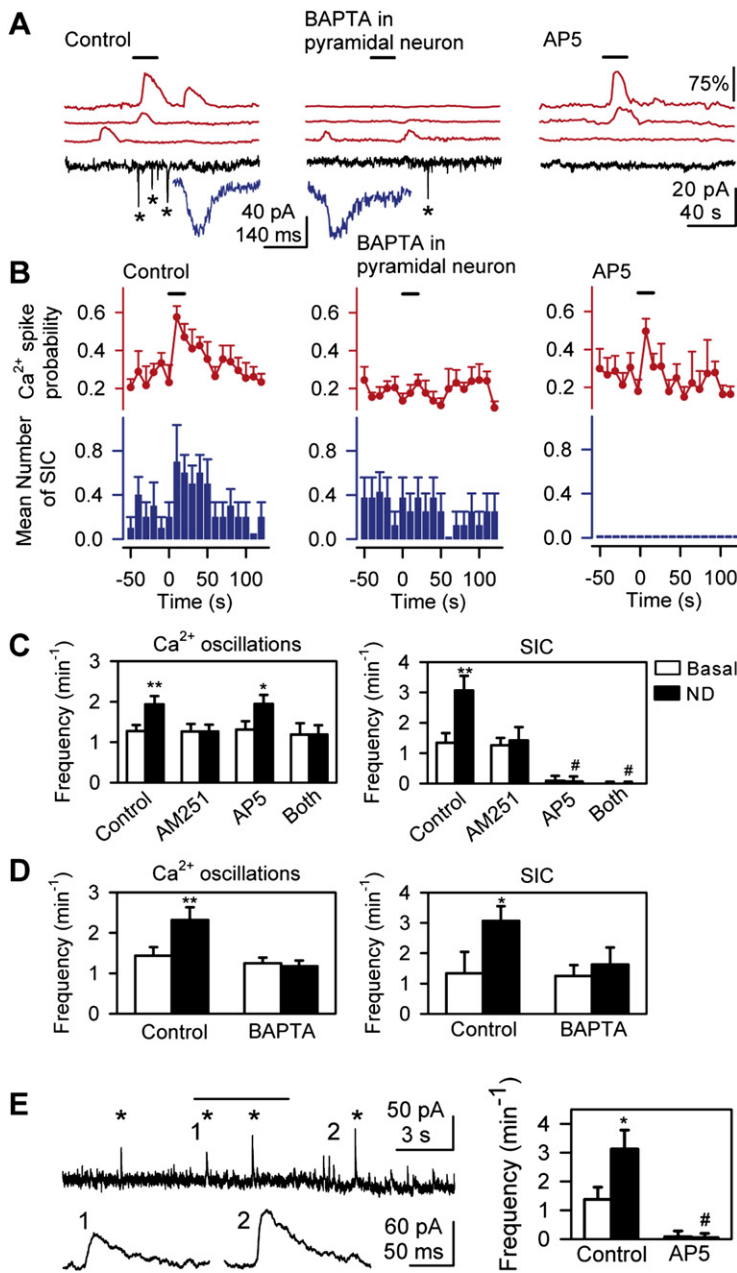 A
Control
BAPTA in
pyramidal neuron
AP5
75%
* * *
*
40 pA
140 ms
20 pA
40 s
B
Control
BAPTA in
pyramidal neuron
AP5
Ca2+ spike
probability
0.6
0.4
0.2
Mean Number
of SIC
0.8
0.4
0.0
0.6
0.4
0.2
0.8
0.4
0.0
0.6
0.4
0.2
0.8
0.4
0.0
-50 0 50 100
Time (s)
-50 0 50 100
Time (s)
-50 0 50 100
Time (s)
C
Ca2+ oscillations
Frequency (min-1)
3
2
1
0
** *
Control AM251 AP5 Both
SIC
Frequency (min-1)
4
3
2
1
0
** # #
Control AM251 AP5 Both
Basal
ND
D
Ca2+ oscillations
Frequency (min-1)
3
2
1
0
**
Control BAPTA
SIC
Frequency (min-1)
4
3
2
1
0
*
Control BAPTA
E
* * * *
1 2
50 pA
3 s
1 2
60 pA
50 ms
Frequency (min-1)
4
3
2
1
0
* #
Control AP5